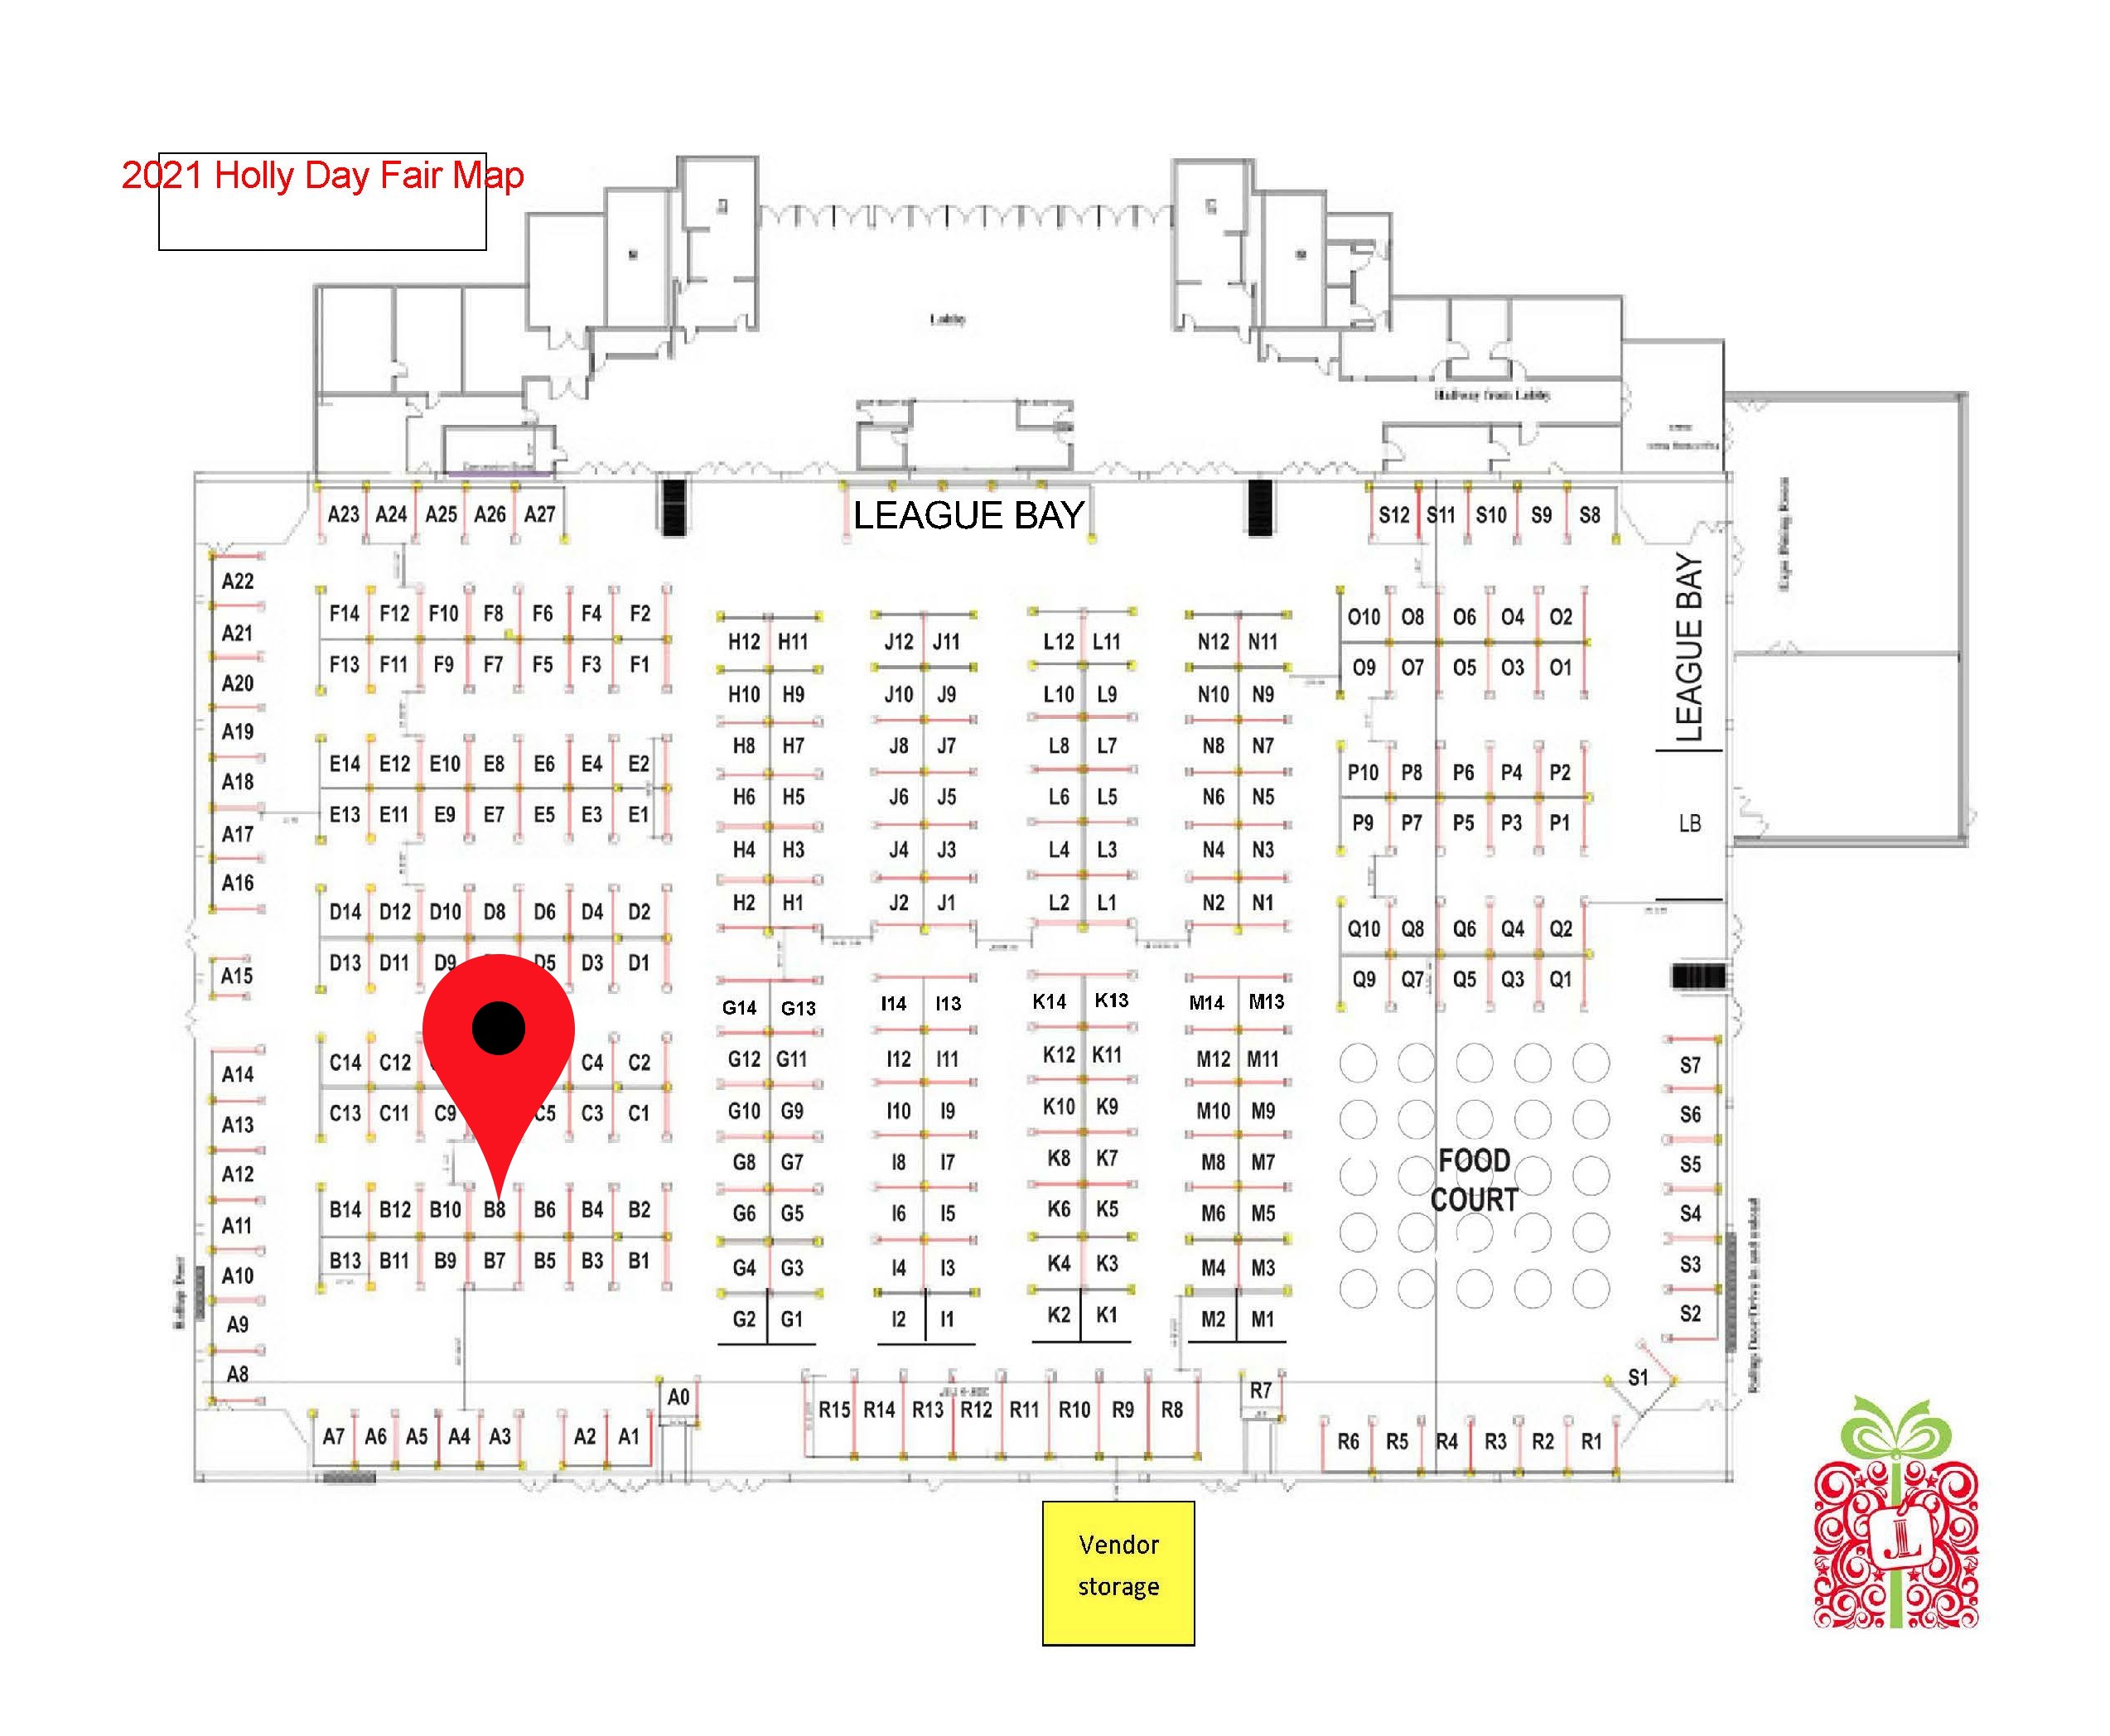 2021 Holly Day Fair Map
Lobby
Hallway from Lobby
LEAGUE BAY
A23 A24 A25 A26 A27
S12 S11 S10 S9 S8
A22
A21
A20
A19
A18
A17
A16
A15
A14
A13
A12
A11
A10
A9
A8
F14 F12 F10 F8 F6 F4 F2
F13 F11 F9 F7 F5 F3 F1
E14 E12 E10 E8 E6 E4 E2
E13 E11 E9 E7 E5 E3 E1
D14 D12 D10 D8 D6 D4 D2
D13 D11 D9 D5 D3 D1
C14 C12 C4 C2
C13 C11 C9 C5 C3 C1
B14 B12 B10 B8 B6 B4 B2
B13 B11 B9 B7 B5 B3 B1
H12 H11
H10 H9
H8 H7
H6 H5
H4 H3
H2 H1
G14 G13
G12 G11
G10 G9
G8 G7
G6 G5
G4 G3
G2 G1
J12 J11
J10 J9
J8 J7
J6 J5
J4 J3
J2 J1
I14 I13
I12 I11
I10 I9
I8 I7
I6 I5
I4 I3
I2 I1
L12 L11
L10 L9
L8 L7
L6 L5
L4 L3
L2 L1
K14 K13
K12 K11
K10 K9
K8 K7
K6 K5
K4 K3
K2 K1
N12 N11
N10 N9
N8 N7
N6 N5
N4 N3
N2 N1
M14 M13
M12 M11
M10 M9
M8 M7
M6 M5
M4 M3
M2 M1
O10 O8 O6 O4 O2
O9 O7 O5 O3 O1
P10 P8 P6 P4 P2
P9 P7 P5 P3 P1
Q10 Q8 Q6 Q4 Q2
Q9 Q7 Q5 Q3 Q1
LEAGUE BAY
LB
FOOD
COURT
S7
S6
S5
S4
S3
S2
S1
A7 A6 A5 A4 A3 A2 A1
A0
R15 R14 R13 R12 R11 R10 R9 R8
R7
R6 R5 R4 R3 R2 R1
Vendor
storage
JL